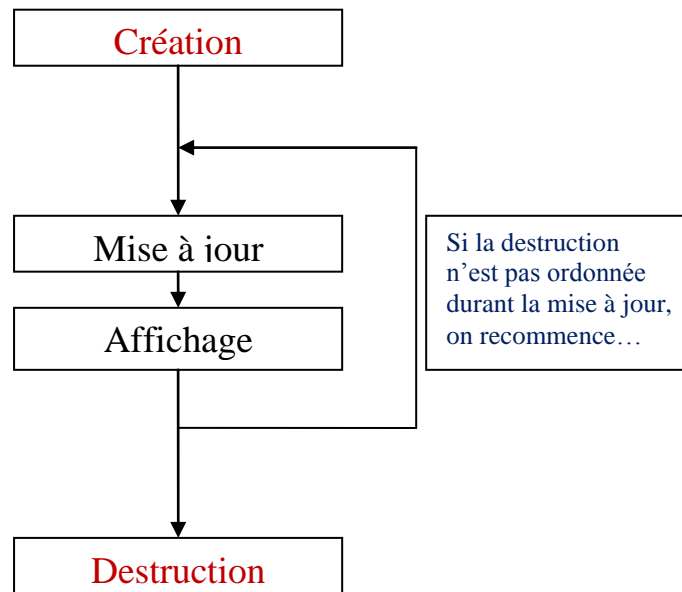 Création
Mise à jour
Affichage
Si la destruction
n'est pas ordonnée
durant la mise à jour,
on recommence…
Destruction